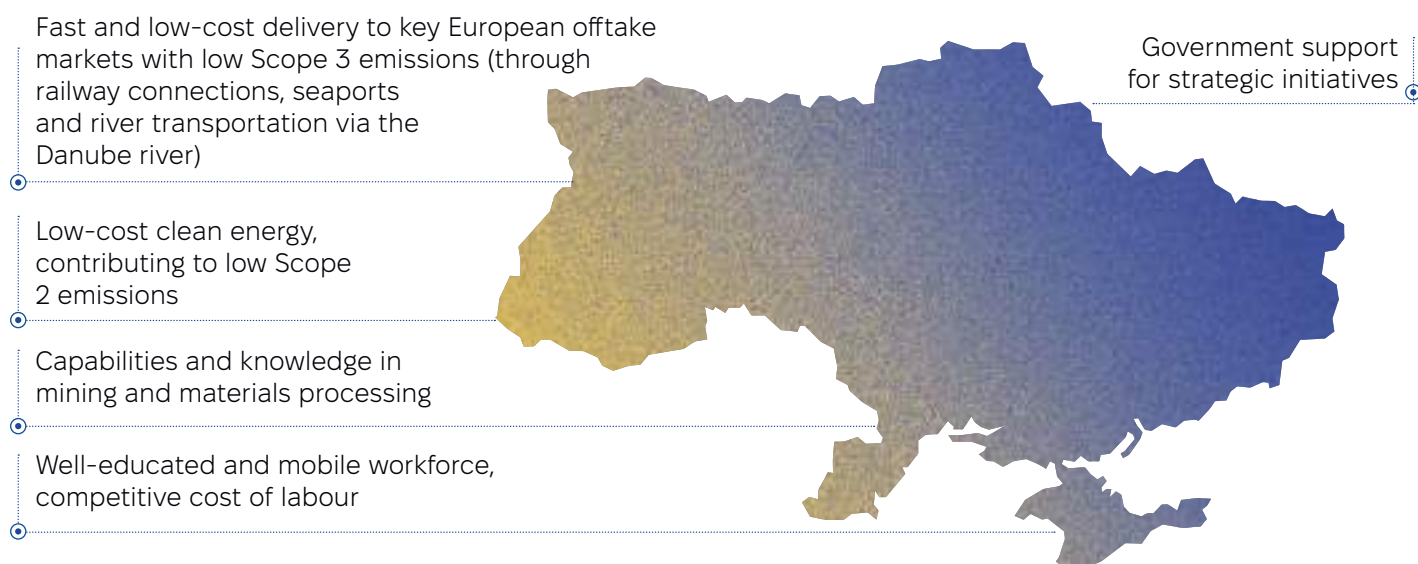 Fast and low-cost delivery to key European offtake
markets with low Scope 3 emissions (through
railway connections, seaports
and river transportation via the
Danube river)
Low-cost clean energy,
contributing to low Scope
2 emissions
Capabilities and knowledge in
mining and materials processing
Well-educated and mobile workforce,
competitive cost of labour
Government support
for strategic initiatives